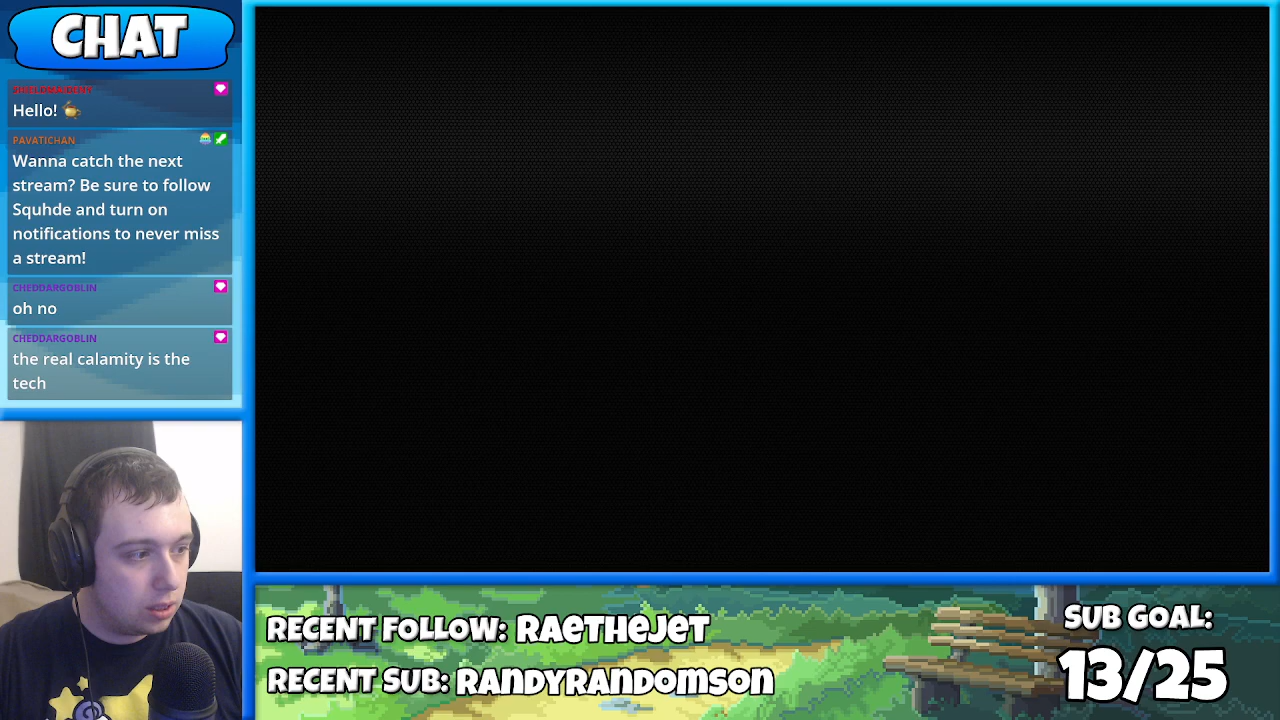 CHAT
Hello!
PAVATICHAN
Wanna catch the next
stream? Be sure to follow
Squhde and turn on
notifications to never miss
a stream!
CHEDDARGOBLIN
oh no
CHEDDARGOBLIN
the real calamity is the
tech
RECENT FOLLOW: RAETHEJET
RECENT SUB: RANDYRANDOMSON
SUB GOAL:
13/25